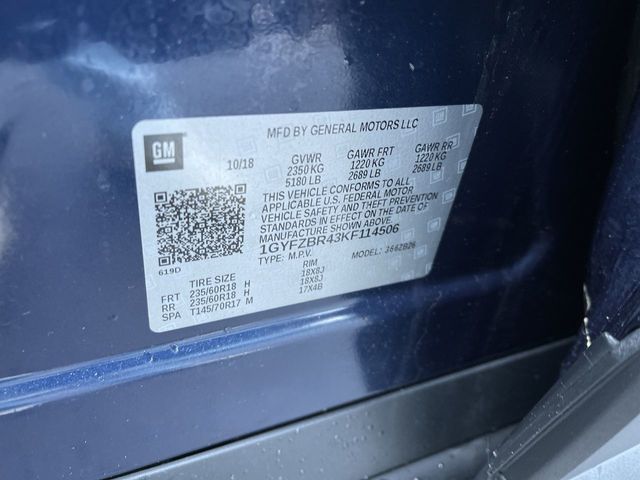 GM
MFD BY GENERAL MOTORS LLC
10/18 GVWR GAWR FRT GAWR RR
2350 KG 1220 KG 1220 KG
5180 LB 2689 LB 2689 LB
THIS VEHICLE CONFORMS TO ALL
APPLICABLE U.S. FEDERAL MOTOR
VEHICLE SAFETY AND THEFT PREVENTION
STANDARDS IN EFFECT ON THE DATE
OF MANUFACTURE SHOWN ABOVE.
1GYFZBR43KF114506
TYPE: M.P.V. MODEL: 3662B26
619D
TIRE SIZE RIM
FRT 235/60R18 H 18X8J
RR 235/60R18 H 18X8J
SPA T145/70R17 M 17X4B